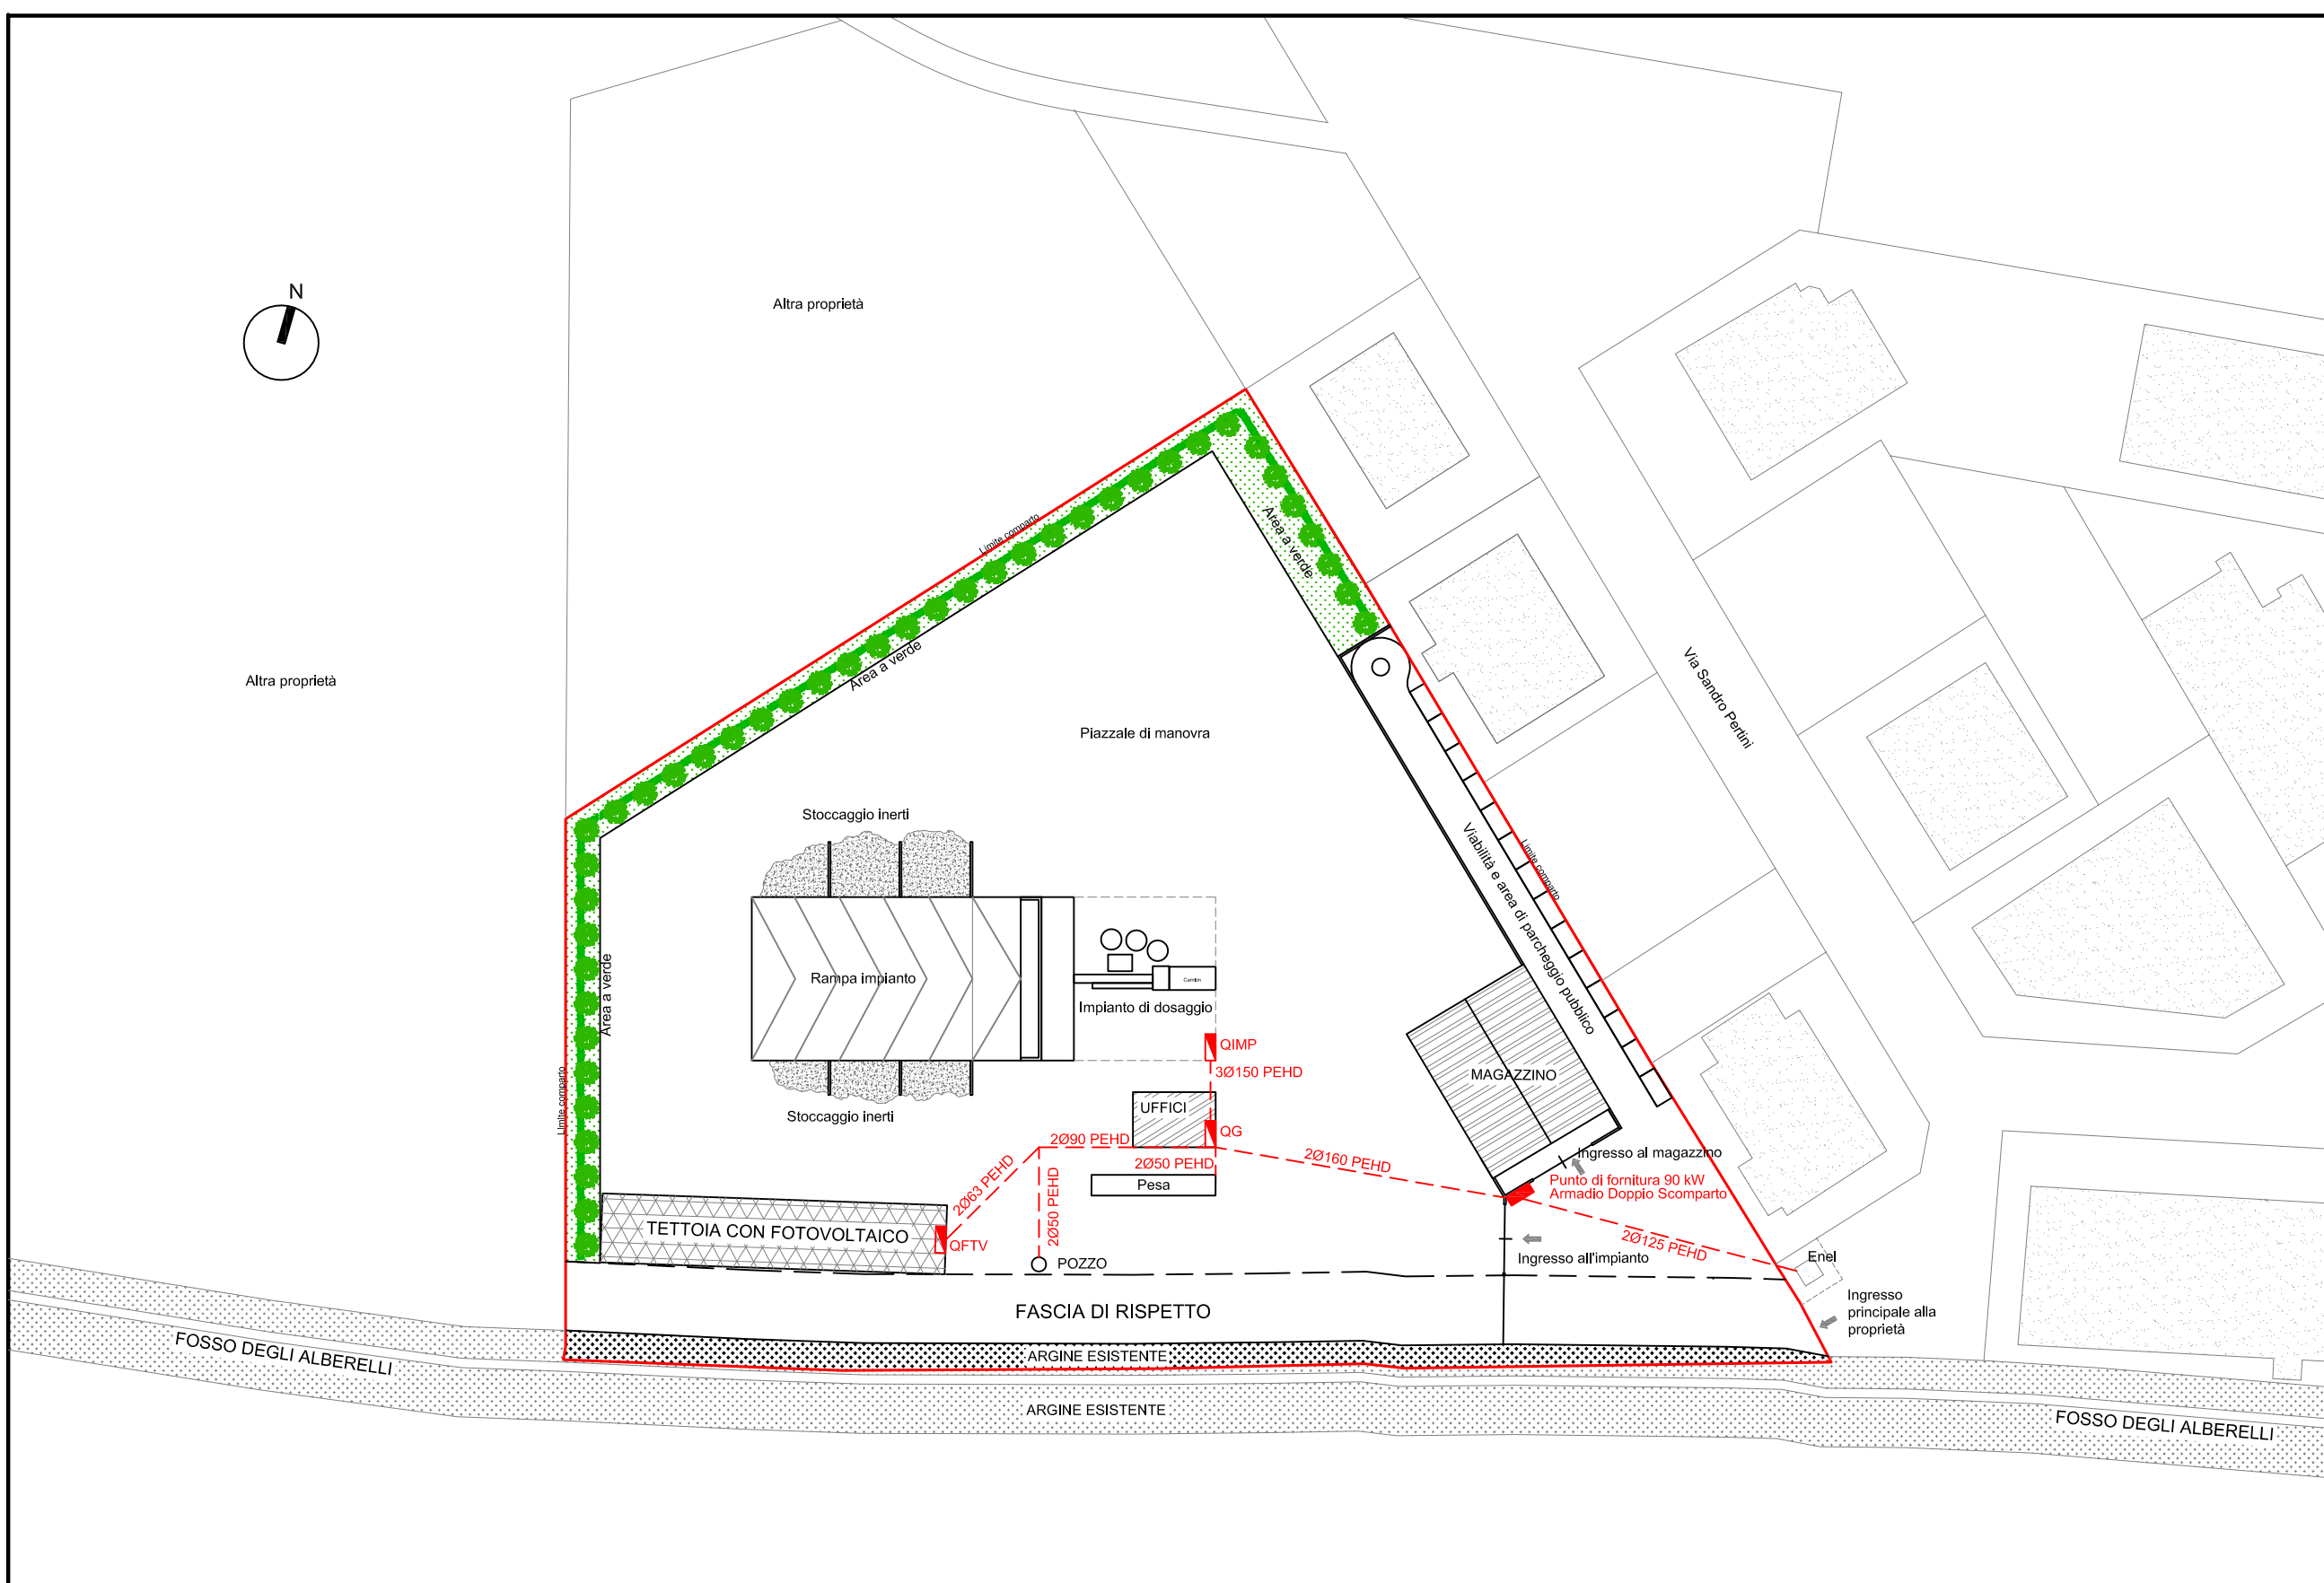 N
Altra proprietà
Altra proprietà
Limite comparto
Area a verde
Area a verde
Via Sandro Pertini
Piazzale di manovra
Stoccaggio inerti
Viabilità e area di parcheggio pubblico
Limite comparto
Rampa impianto
Camion
Impianto di dosaggio
Area a verde
Limite comparto
QIMP
3Ø150 PEHD
MAGAZZINO
Stoccaggio inerti
UFFICI
QG
2Ø90 PEHD
2Ø50 PEHD
2Ø160 PEHD
Ingresso al magazzino
Pesa
Punto di fornitura 90 kW
Armadio Doppio Scomparto
2Ø63 PEHD
2Ø50 PEHD
TETTOIA CON FOTOVOLTAICO
QFTV
2Ø125 PEHD
POZZO
Ingresso all'impianto
Enel
FASCIA DI RISPETTO
Ingresso
principale alla
proprietà
FOSSO DEGLI ALBERELLI
ARGINE ESISTENTE
ARGINE ESISTENTE
FOSSO DEGLI ALBERELLI